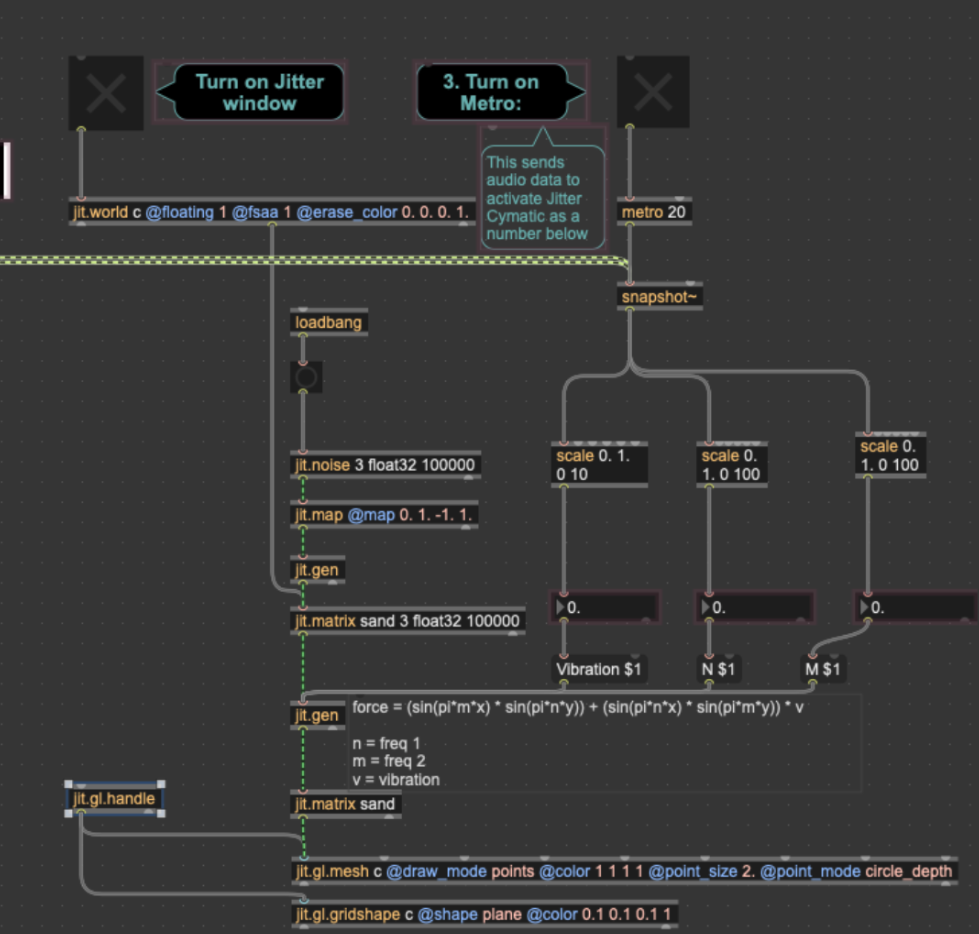 Turn on Jitter
window
3. Turn on
Metro:
This sends
audio data to
activate Jitter
Cymatic as a
number below
jit.world c @floating 1 @fsaa 1 @erase_color 0. 0. 0. 1.
metro 20
snapshot~
loadbang
scale 0. 1.
0 10
scale 0.
1. 0 100
scale 0.
1. 0 100
jit.noise 3 float32 100000
jit.map @map 0. 1. -1. 1.
jit.gen
jit.matrix sand 3 float32 100000
0.
0.
0.
Vibration $1
N $1
M $1
jit.gen
force = (sin(pi*m*x) * sin(pi*n*y)) + (sin(pi*n*x) * sin(pi*m*y)) * v
n = freq 1
m = freq 2
v = vibration
jit.gl.handle
jit.matrix sand
jit.gl.mesh c @draw_mode points @color 1 1 1 1 @point_size 2. @point_mode circle_depth
jit.gl.gridshape c @shape plane @color 0.1 0.1 0.1 1